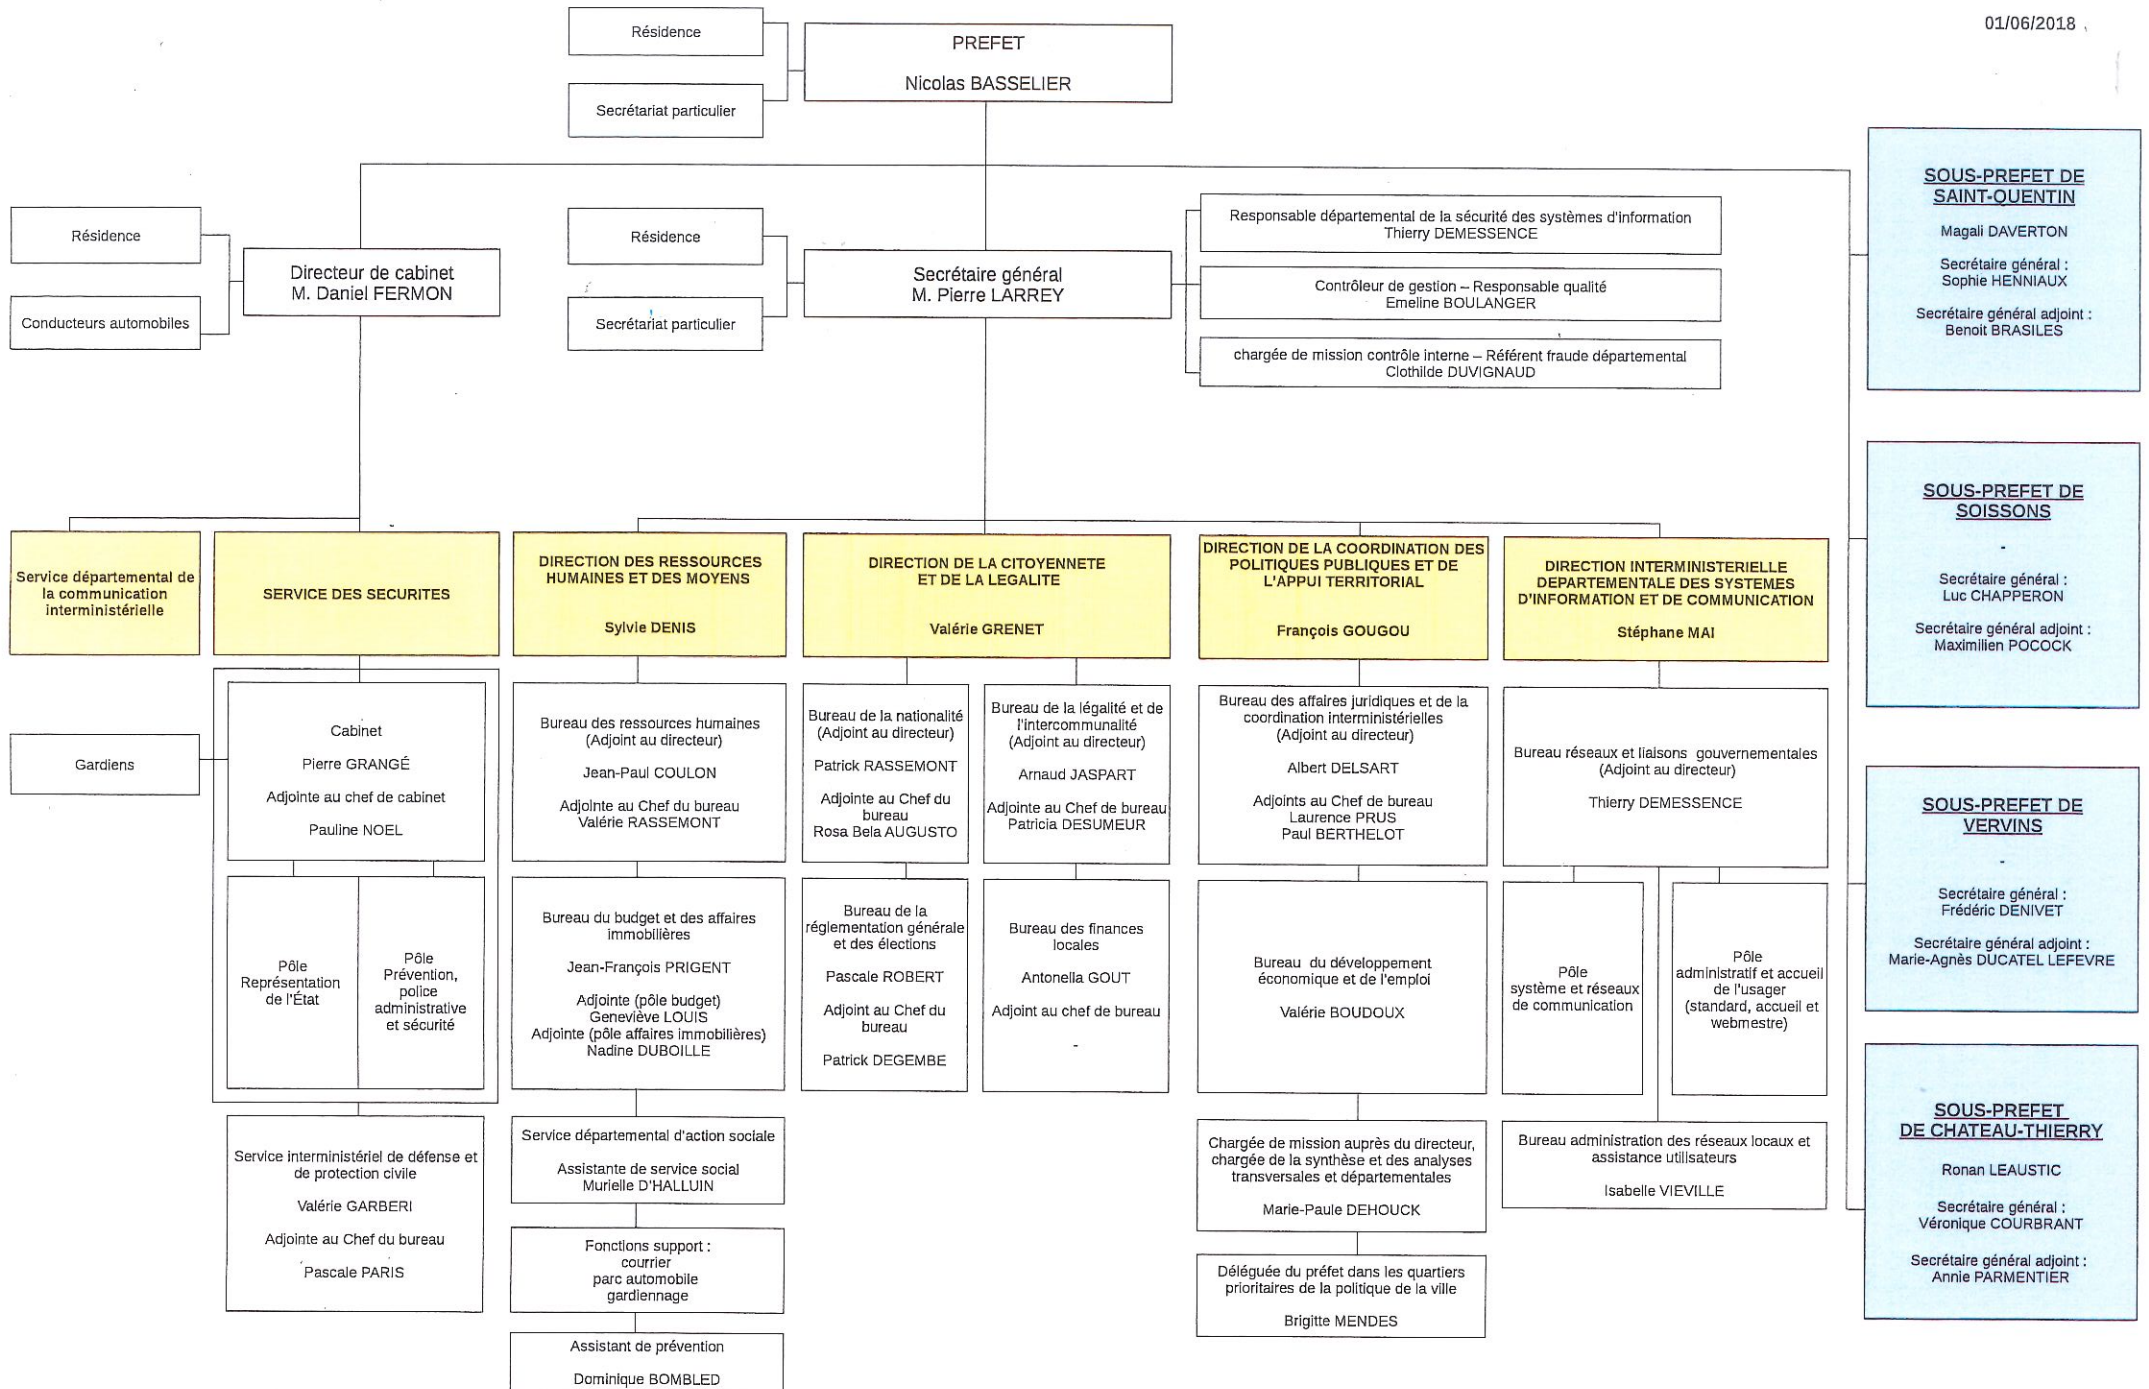 01/06/2018
Résidence
Secrétariat particulier
PREFET
Nicolas BASSELIER
Résidence
Conducteurs automobiles
Directeur de cabinet
M. Daniel FERMON
Résidence
Secrétariat particulier
Secrétaire général
M. Pierre LARREY
Responsable départemental de la sécurité des systèmes d'information
Thierry DEMESSENCE
Contrôleur de gestion – Responsable qualité
Emeline BOULANGER
chargée de mission contrôle interne – Référent fraude départemental
Clothilde DUVIGNAUD
SOUS-PREFET DE
SAINT-QUENTIN
Magali DAVERTON
Secrétaire général :
Sophie HENNIAUX
Secrétaire général adjoint :
Benoit BRASILES
SOUS-PREFET DE
SOISSONS
-
Secrétaire général :
Luc CHAPPERON
Secrétaire général adjoint :
Maximilien POCOCK
SOUS-PREFET DE
VERVINS
-
Secrétaire général :
Frédéric DENIVET
Secrétaire général adjoint :
Marie-Agnès DUCATEL LEFEVRE
SOUS-PREFET
DE CHATEAU-THIERRY
Ronan LEAUSTIC
Secrétaire général :
Véronique COURBRANT
Secrétaire général adjoint :
Annie PARMENTIER
Service départemental de
la communication
interministérielle
SERVICE DES SECURITES
Gardiens
Cabinet
Pierre GRANGÉ
Adjointe au chef de cabinet
Pauline NOEL
Pôle
Représentation
de l'État
Pôle
Prévention,
police
administrative
et sécurité
Service interministériel de défense et
de protection civile
Valérie GARBERI
Adjointe au Chef du bureau
Pascale PARIS
DIRECTION DES RESSOURCES
HUMAINES ET DES MOYENS
Sylvie DENIS
Bureau des ressources humaines
(Adjoint au directeur)
Jean-Paul COULON
Adjointe au Chef du bureau
Valérie RASSEMONT
Bureau du budget et des affaires
immobilières
Jean-François PRIGENT
Adjointe (pôle budget)
Geneviève LOUIS
Adjointe (pôle affaires immobilières)
Nadine DUBOILLE
Service départemental d'action sociale
Assistante de service social
Murielle D'HALLUIN
Fonctions support :
courrier
parc automobile
gardiennage
Assistant de prévention
Dominique BOMBLED
DIRECTION DE LA CITOYENNETE
ET DE LA LEGALITE
Valérie GRENET
Bureau de la nationalité
(Adjoint au directeur)
Patrick RASSEMONT
Adjointe au Chef du
bureau
Rosa Bela AUGUSTO
Bureau de la
réglementation générale
et des élections
Pascale ROBERT
Adjoint au Chef du
bureau
Patrick DEGEMBE
Bureau de la légalité et de
l'intercommunalité
(Adjoint au directeur)
Arnaud JASPART
Adjointe au Chef de bureau
Patricia DESUMEUR
Bureau des finances
locales
Antonella GOUT
Adjoint au chef de bureau
-
DIRECTION DE LA COORDINATION DES
POLITIQUES PUBLIQUES ET DE
L'APPUI TERRITORIAL
François GOUGOU
Bureau des affaires juridiques et de la
coordination interministérielles
(Adjoint au directeur)
Albert DELSART
Adjoints au Chef de bureau
Laurence PRUS
Paul BERTHELOT
Bureau du développement
économique et de l'emploi
Valérie BOUDOUX
Chargée de mission auprès du directeur,
chargée de la synthèse et des analyses
transversales et départementales
Marie-Paule DEHOUCK
Déléguée du préfet dans les quartiers
prioritaires de la politique de la ville
Brigitte MENDES
DIRECTION INTERMINISTERIELLE
DEPARTEMENTALE DES SYSTEMES
D'INFORMATION ET DE COMMUNICATION
Stéphane MAI
Bureau réseaux et liaisons gouvernementales
(Adjoint au directeur)
Thierry DEMESSENCE
Pôle
système et réseaux
de communication
Pôle
administratif et accueil
de l'usager
(standard, accueil et
webmestre)
Bureau administration des réseaux locaux et
assistance utilisateurs
Isabelle VIEVILLE